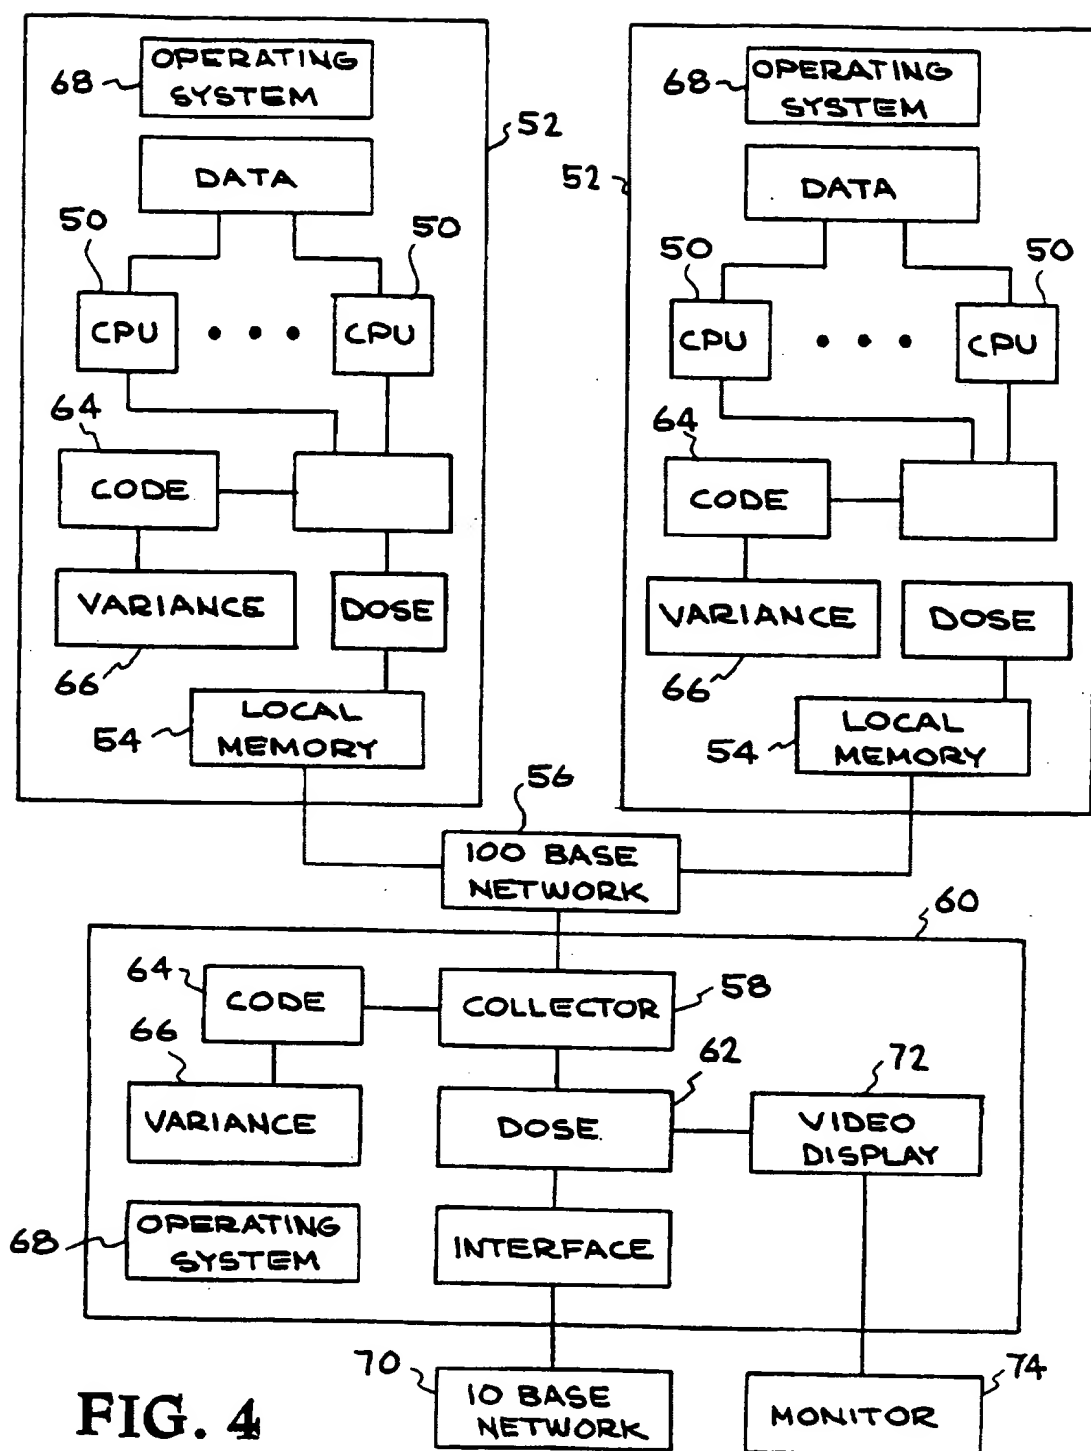 OPERATING
SYSTEM
68
DATA
52
50
50
CPU
CPU
64
CODE
VARIANCE
DOSE
66
LOCAL
MEMORY
54
OPERATING
SYSTEM
68
DATA
52
50
50
CPU
CPU
64
CODE
VARIANCE
DOSE
66
LOCAL
MEMORY
54
56
100 BASE
NETWORK
60
64
CODE
COLLECTOR
58
66
VARIANCE
62
DOSE
72
VIDEO
DISPLAY
68
OPERATING
SYSTEM
INTERFACE
70
10 BASE
NETWORK
74
MONITOR
FIG. 4